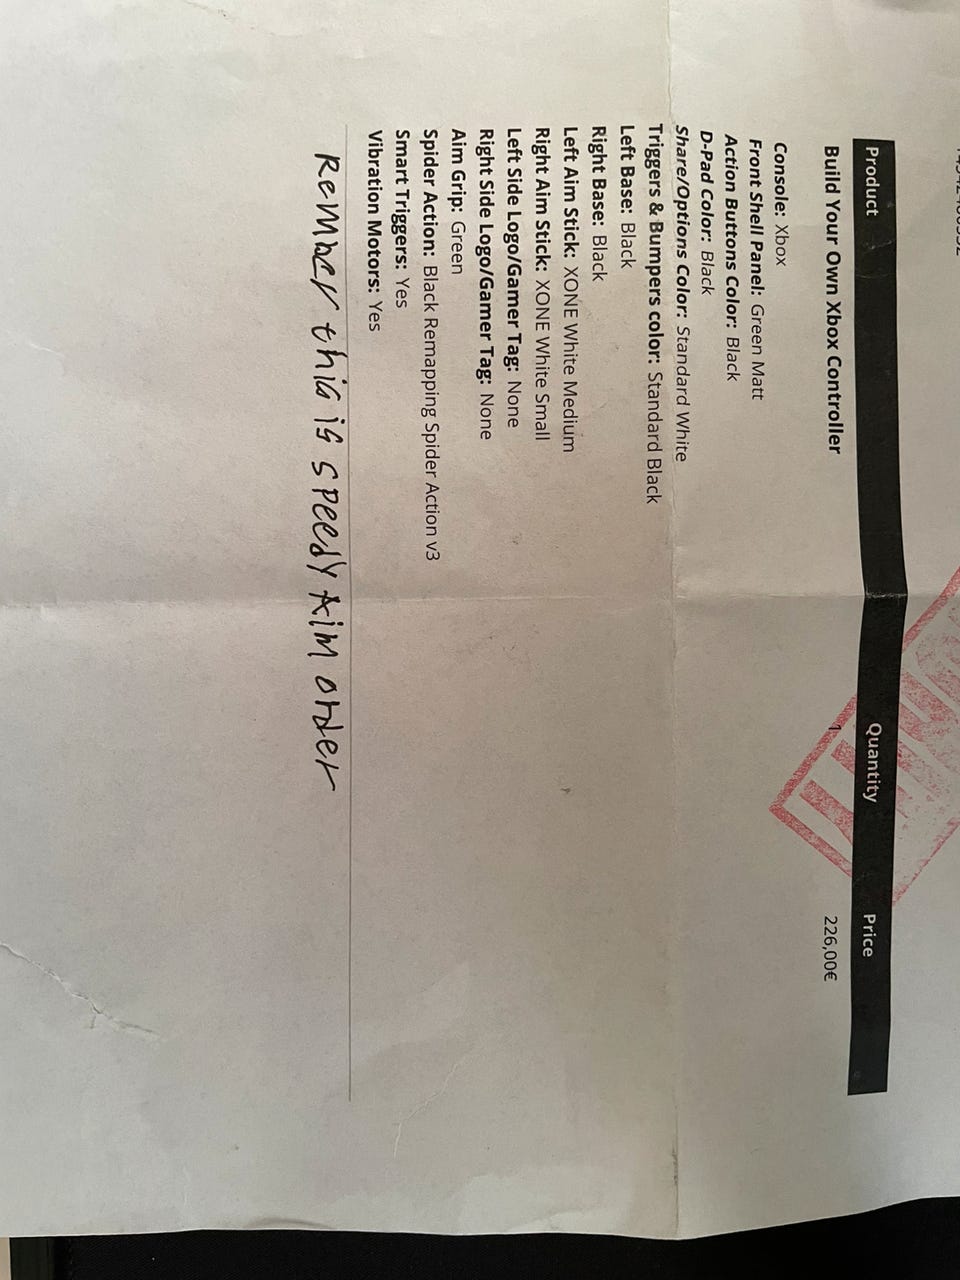 Product Quantity Price
Build Your Own Xbox Controller 1 226,00€
Console: Xbox
Front Shell Panel: Green Matt
Action Buttons Color: Black
D-Pad Color: Black
Share/Options Color: Standard White
Triggers & Bumpers color: Standard Black
Left Base: Black
Right Base: Black
Left Aim Stick: XONE White Medium
Right Aim Stick: XONE White Small
Left Side Logo/Gamer Tag: None
Right Side Logo/Gamer Tag: None
Aim Grip: Green
Spider Action: Black Remapping Spider Action v3
Smart Triggers: Yes
Vibration Motors: Yes
Rember this is speedy Aim order